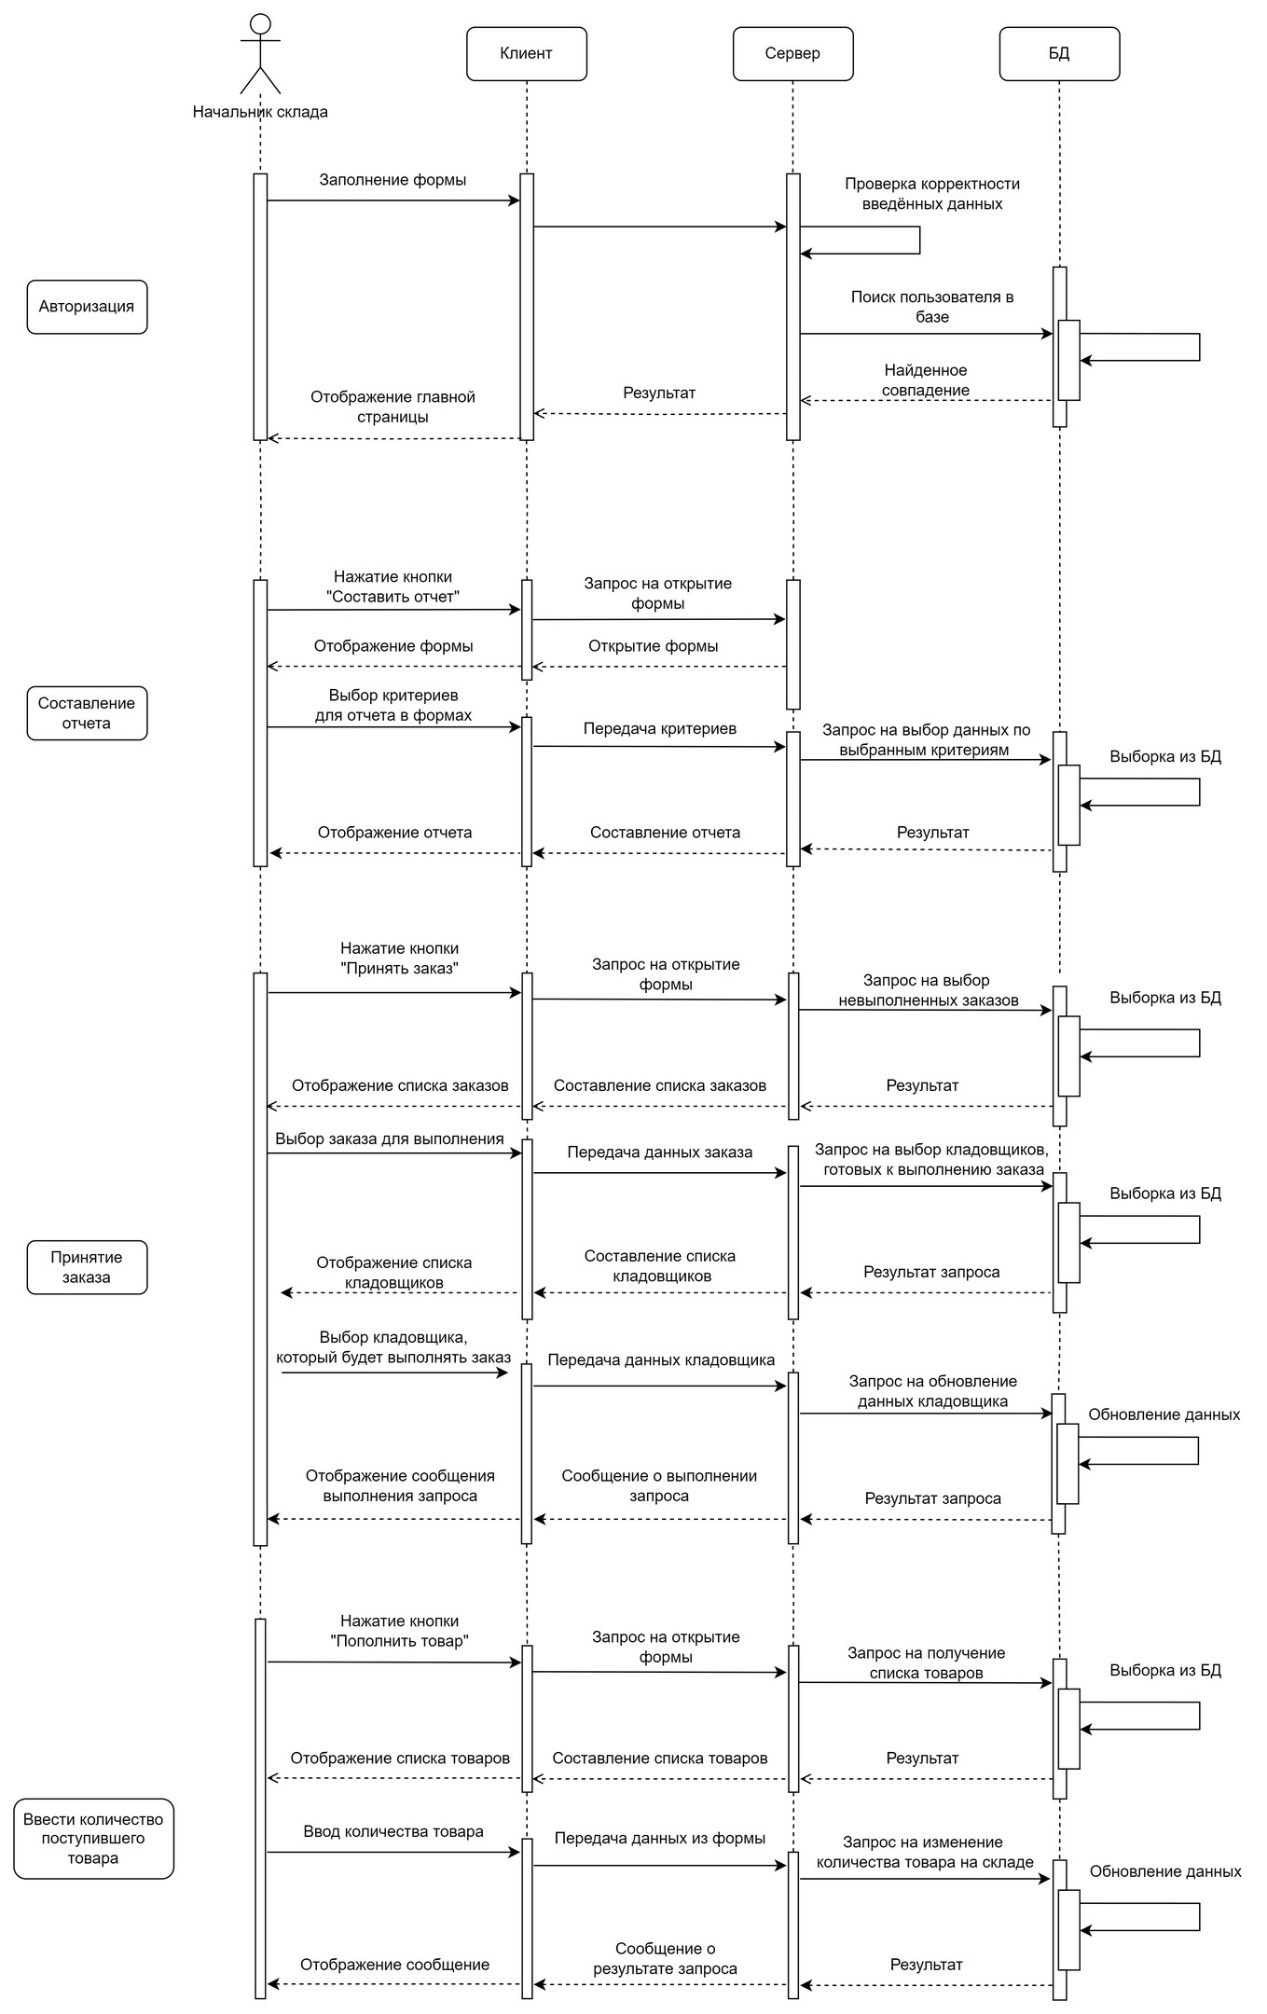 Клиент
Сервер
БД
Начальник склада
Заполнение формы
Проверка корректности
введённых данных
Авторизация
Поиск пользователя в
базе
Найденное
совпадение
Результат
Отображение главной
страницы
Нажатие кнопки
"Составить отчет"
Запрос на открытие
формы
Отображение формы
Открытие формы
Составление
отчета
Выбор критериев
для отчета в формах
Передача критериев
Запрос на выбор данных по
выбранным критериям
Выборка из БД
Отображение отчета
Составление отчета
Результат
Нажатие кнопки
"Принять заказ"
Запрос на открытие
формы
Запрос на выбор
невыполненных заказов
Выборка из БД
Отображение списка заказов
Составление списка заказов
Результат
Выбор заказа для выполнения
Передача данных заказа
Запрос на выбор кладовщиков,
готовых к выполнению заказа
Выборка из БД
Принятие
заказа
Отображение списка
кладовщиков
Составление списка
кладовщиков
Результат запроса
Выбор кладовщика,
который будет выполнять заказ
Передача данных кладовщика
Запрос на обновление
данных кладовщика
Обновление данных
Отображение сообщения
выполнения запроса
Сообщение о выполнении
запроса
Результат запроса
Нажатие кнопки
"Пополнить товар"
Запрос на открытие
формы
Запрос на получение
списка товаров
Выборка из БД
Отображение списка товаров
Составление списка товаров
Результат
Ввести количество
поступившего
товара
Ввод количества товара
Передача данных из формы
Запрос на изменение
количества товара на складе
Обновление данных
Отображение сообщение
Сообщение о
результате запроса
Результат